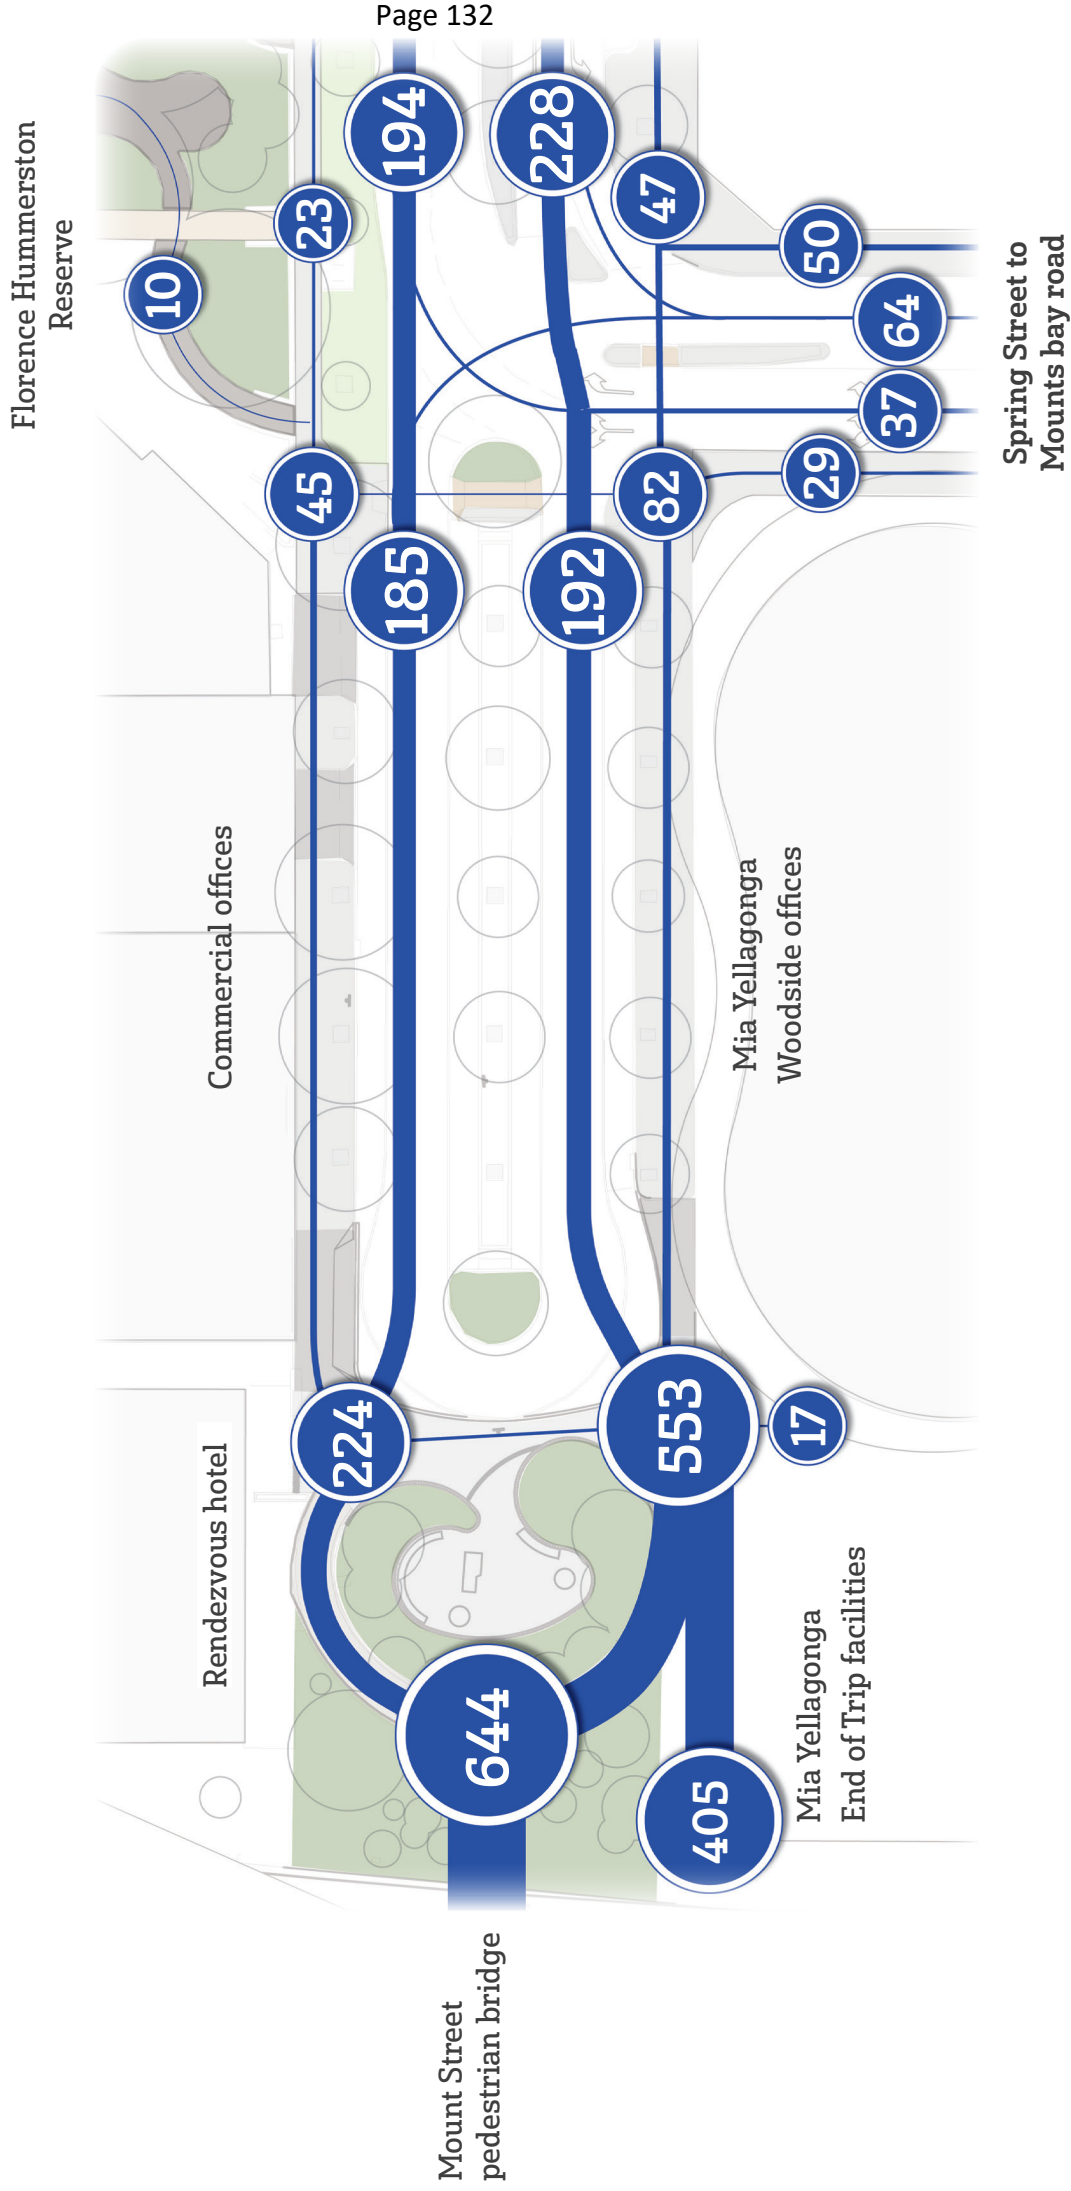 Page 132
Florence Hummerston
Reserve
10
23
194
228
47
50
64
37
29
Spring Street to
Mounts bay road
45
82
185
192
Commercial offices
Mia Yellagonga
Woodside offices
Rendezvous hotel
224
553
17
644
405
Mia Yellagonga
End of Trip facilities
Mount Street
pedestrian bridge